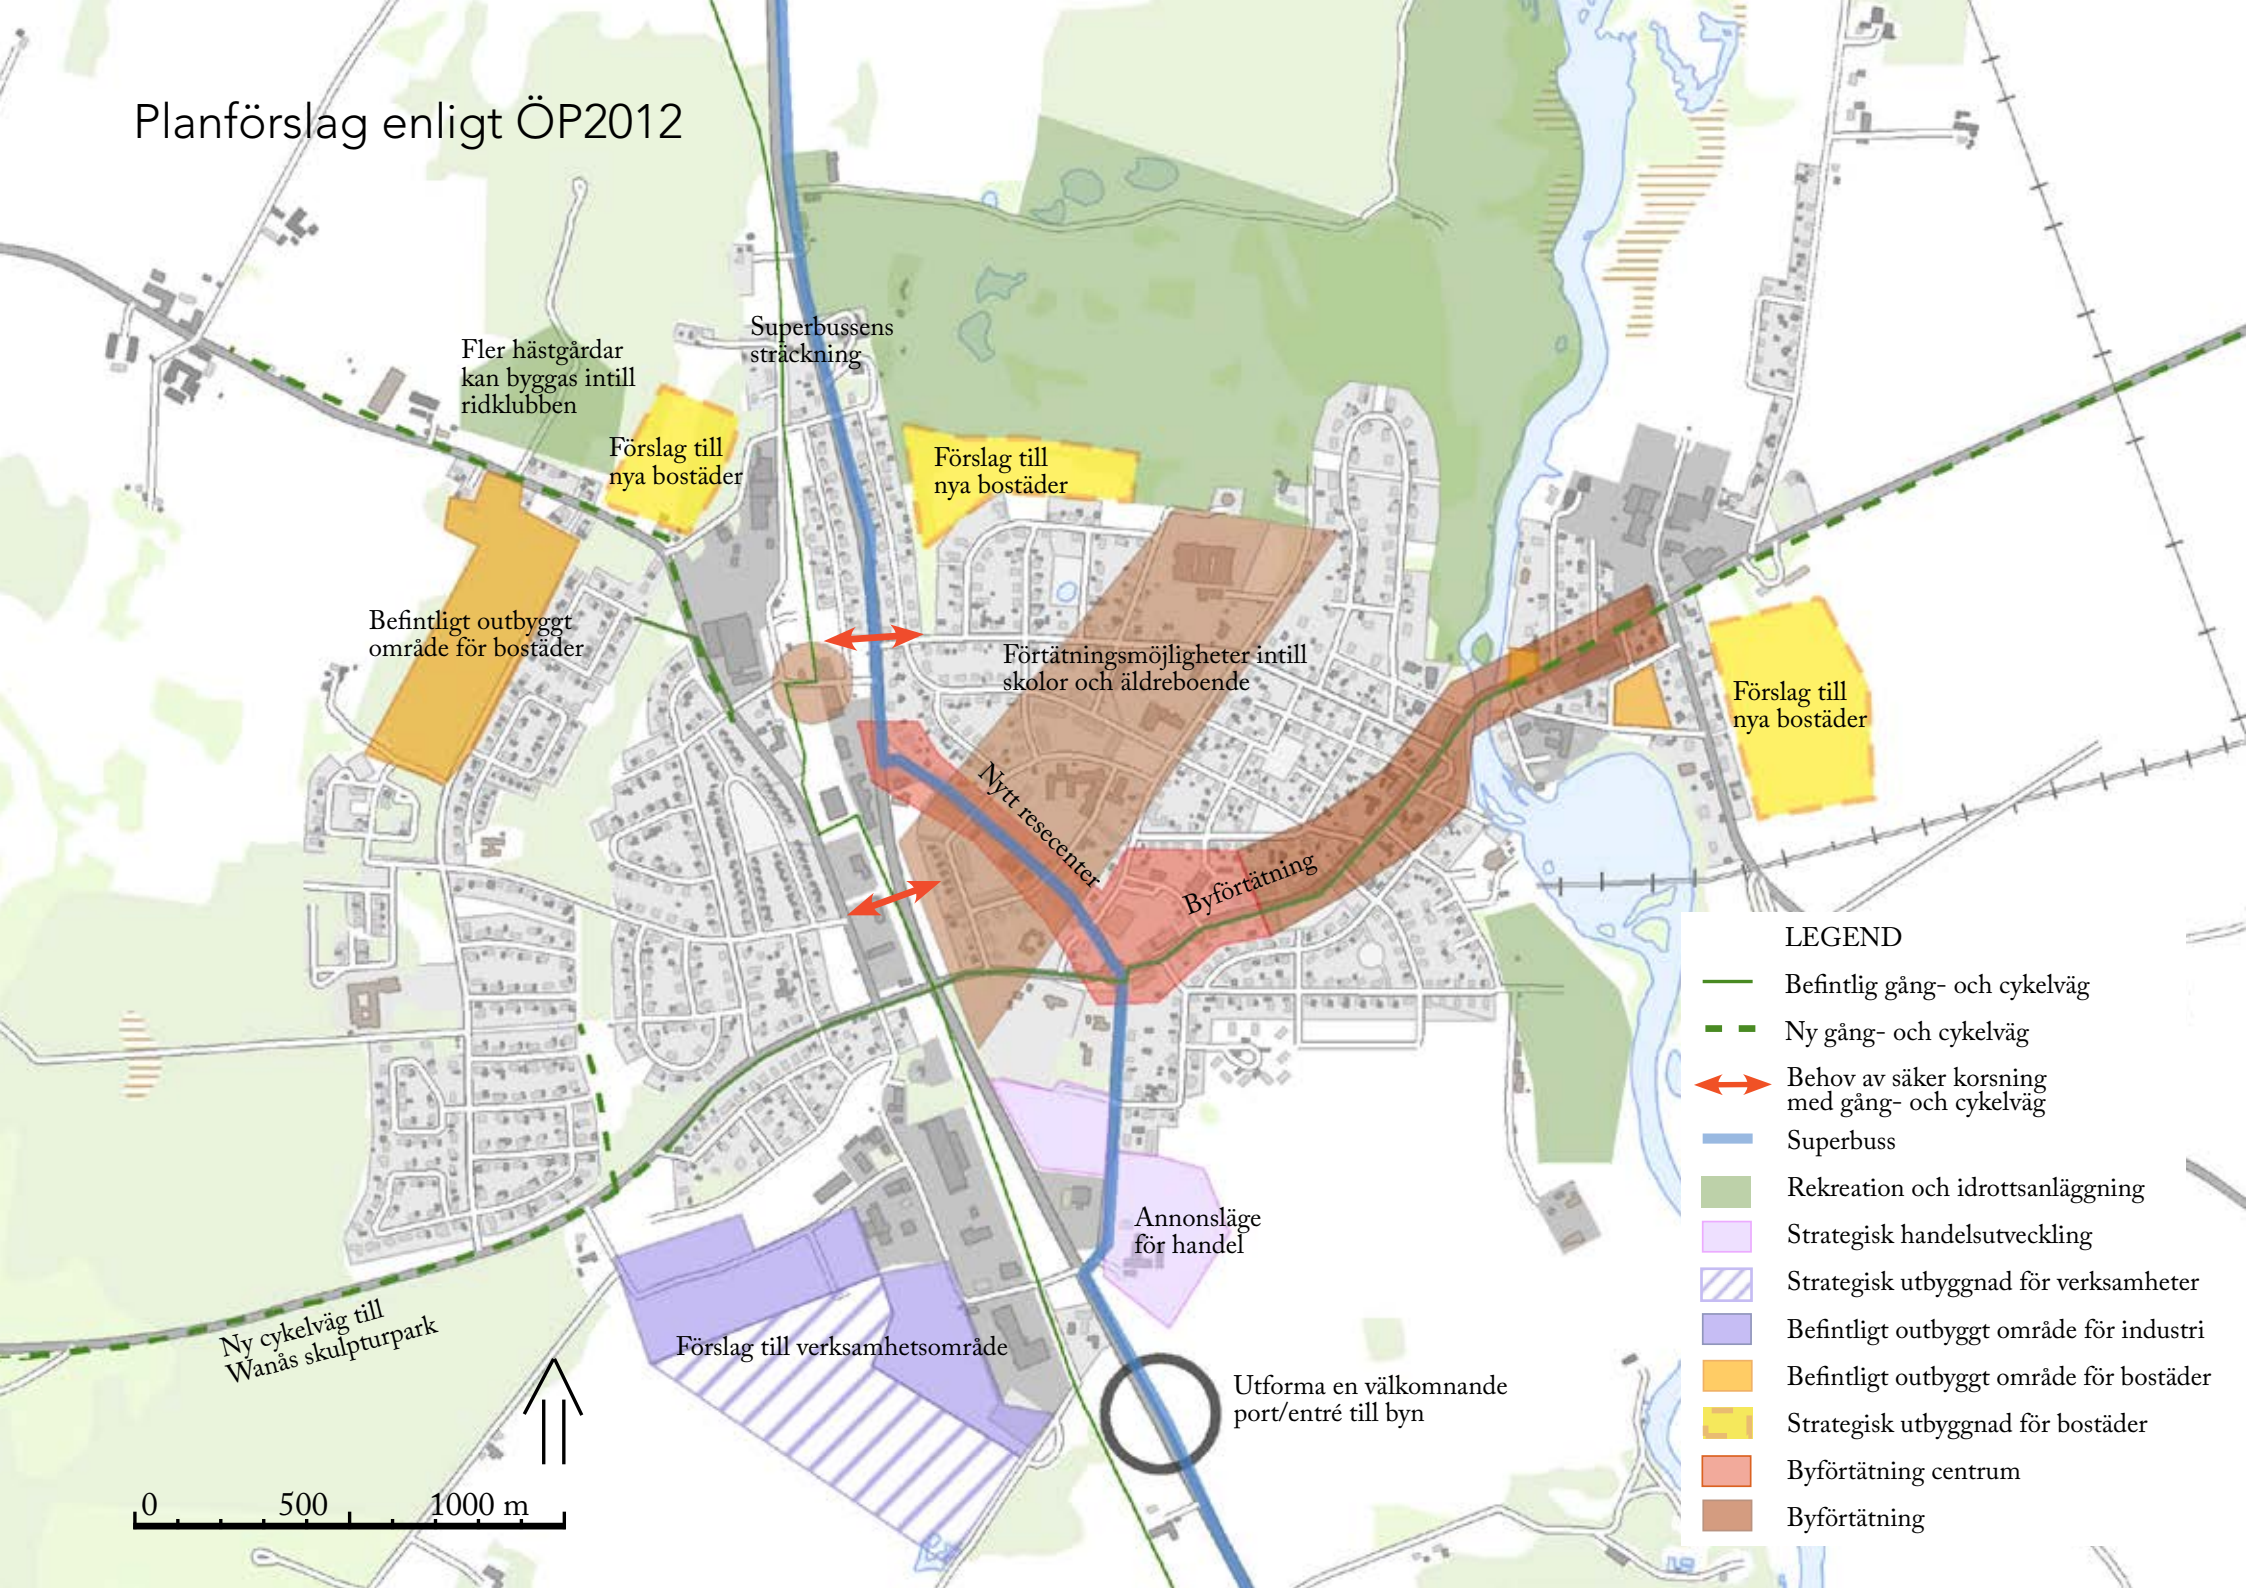 Planförslag enligt ÖP2012
Superbussens
sträckning
Fler hästgårdar
kan byggas intill
ridklubben
Förslag till
nya bostäder
Förslag till
nya bostäder
Befintligt outbyggt
område för bostäder
Förtätningsmöjligheter intill
skolor och äldreboende
Förslag till
nya bostäder
Nytt resecenter
Byförtätning
Annonsläge
för handel
Ny cykelväg till
Wanås skulpturpark
Förslag till verksamhetsområde
Utforma en välkomnande
port/entré till byn
0 500 1000 m
LEGEND
Befintlig gång- och cykelväg
Ny gång- och cykelväg
Behov av säker korsning
med gång- och cykelväg
Superbuss
Rekreation och idrottsanläggning
Strategisk handelsutveckling
Strategisk utbyggnad för verksamheter
Befintligt outbyggt område för industri
Befintligt outbyggt område för bostäder
Strategisk utbyggnad för bostäder
Byförtätning centrum
Byförtätning